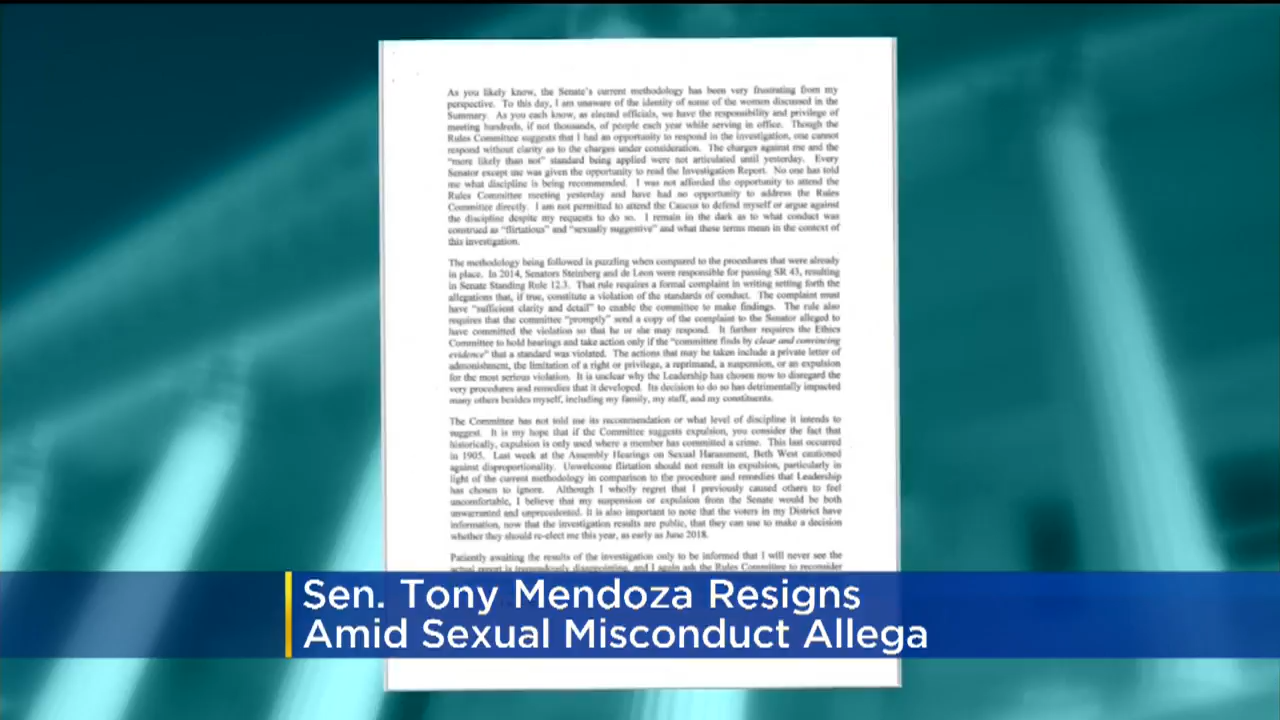 As you likely know, the Senate's current methodology has been very frustrating from my
perspective. To this day, I am unaware of the identity of some of the women discussed in the
Summary. As you each know, as elected officials, we have the responsibility and privilege of
meeting hundreds, if not thousands, of people each year while serving in office. Though the
Rules Committee suggests that I had an opportunity to respond in the investigation, one cannot
respond without clarity as to the charges under consideration. The charges against me and the
"more likely than not" standard being applied were not articulated until yesterday. Every
Senator except me was given the opportunity to read the Investigation Report. No one has told
me what discipline is being recommended. I was not afforded the opportunity to attend the
Rules Committee meeting yesterday and have had no opportunity to address the Rules
Committee directly. I am not permitted to attend the Caucus to defend myself or argue against
the discipline despite my requests to do so. I remain in the dark as to what conduct was
construed as "flirtatious" and "sexually suggestive" and what these terms mean in the context of
this investigation.
The methodology being followed is puzzling when compared to the procedures that were already
in place. In 2014, Senators Steinberg and de Leon were responsible for passing SR 43, resulting
in Senate Standing Rule 12.3. That rule requires a formal complaint in writing setting forth the
allegations that, if true, constitute a violation of the standards of conduct. The complaint must
have "sufficient clarity and detail" to enable the committee to make findings. The rule also
requires that the committee "promptly" send a copy of the complaint to the Senator alleged to
have committed the violation so that he or she may respond. It further requires the Ethics
Committee to hold hearings and take action only if the "committee finds by clear and convincing
evidence" that a standard was violated. The actions that may be taken include a private letter of
admonishment, the limitation of a right or privilege, a reprimand, a suspension, or an expulsion
for the most serious violation. It is unclear why the Leadership has chosen now to disregard the
very procedures and remedies that it developed. Its decision to do so has detrimentally impacted
many others besides myself, including my family, my staff, and my constituents.
The Committee has not told me its recommendation or what level of discipline it intends to
suggest. It is my hope that if the Committee suggests expulsion, you consider the fact that
historically, expulsion is only used where a member has committed a crime. This last occurred
in 1905. Last week at the Assembly Hearings on Sexual Harassment, Beth West cautioned
against disproportionality. Unwelcome flirtation should not result in expulsion, particularly in
light of the current methodology in comparison to the procedure and remedies that Leadership
has chosen to ignore. Although I wholly regret that I previously caused others to feel
uncomfortable, I believe that my suspension or expulsion from the Senate would be both
unwarranted and unprecedented. It is also important to note that the voters in my District have
information, now that the investigation results are public, that they can use to make a decision
whether they should re-elect me this year, as early as June 2018.
Patiently awaiting the results of the investigation only to be informed that I will never see the
actual report is tremendously disappointing, and I again ask the Rules Committee to reconsider
Sen. Tony Mendoza Resigns
Amid Sexual Misconduct Allega